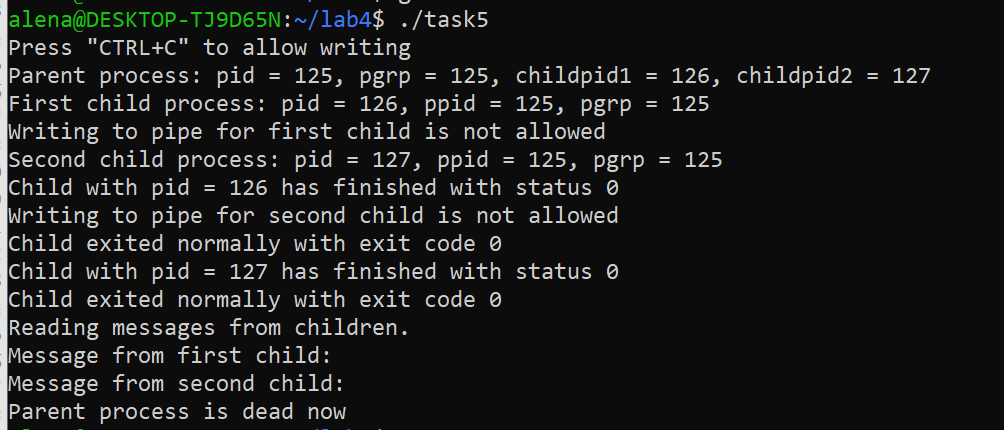 alena@DESKTOP-TJ9D65N:~/lab4$ ./task5
Press "CTRL+C" to allow writing
Parent process: pid = 125, pgrp = 125, childpid1 = 126, childpid2 = 127
First child process: pid = 126, ppid = 125, pgrp = 125
Writing to pipe for first child is not allowed
Second child process: pid = 127, ppid = 125, pgrp = 125
Child with pid = 126 has finished with status 0
Writing to pipe for second child is not allowed
Child exited normally with exit code 0
Child with pid = 127 has finished with status 0
Child exited normally with exit code 0
Reading messages from children.
Message from first child:
Message from second child:
Parent process is dead now